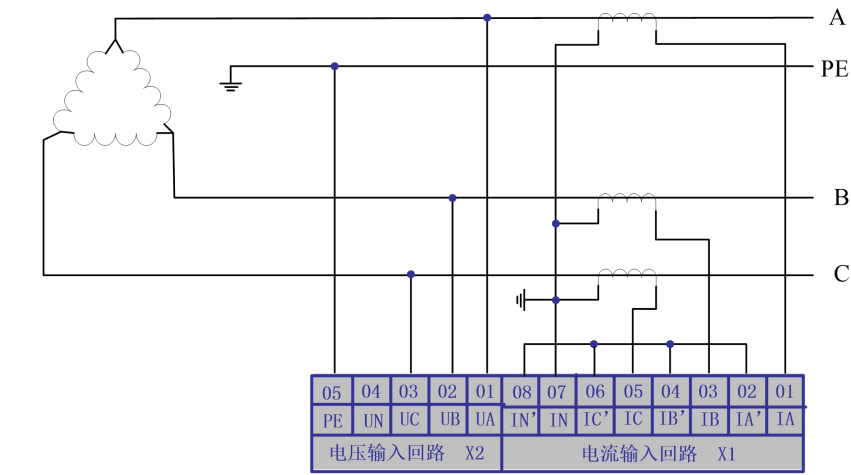 A
PE
B
C
05 04 03 02 01 08 07 06 05 04 03 02 01
PE UN UC UB UA IN' IN IC' IC IB' IB IA' IA
电压输入回路 X2 电流输入回路 X1